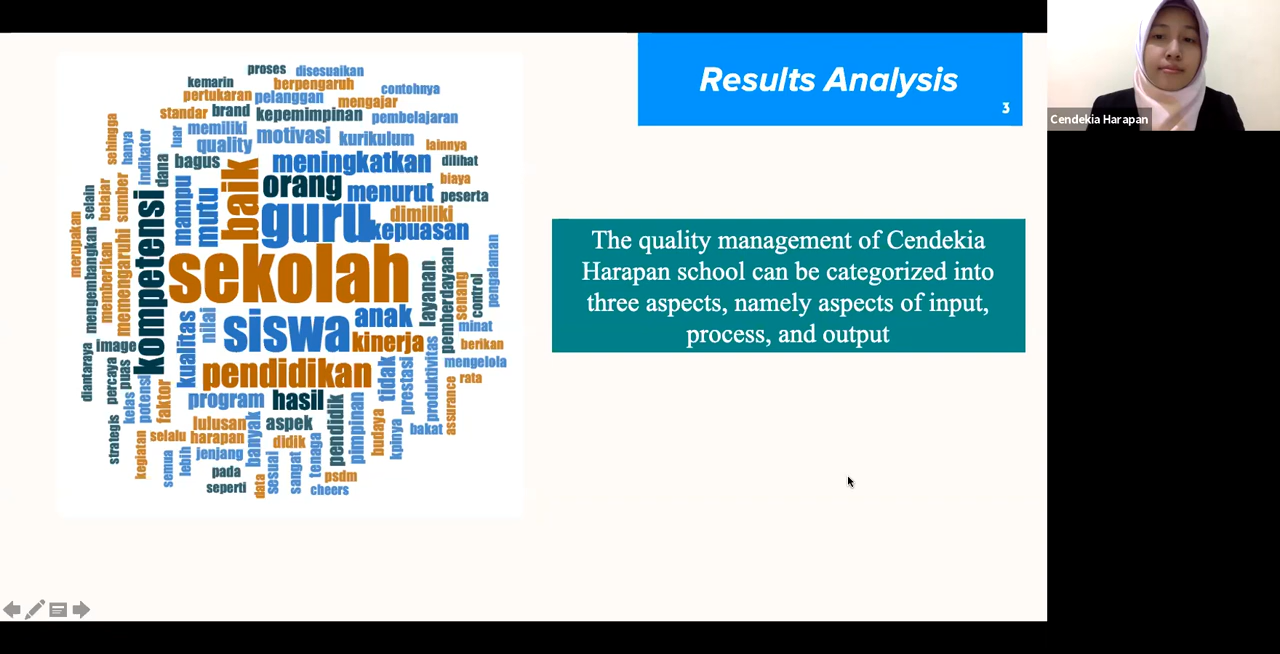 Results Analysis
3
Cendekia Harapan
The quality management of Cendekia
Harapan school can be categorized into
three aspects, namely aspects of input,
process, and output
proses
disesuaikan
kemarin
berpengaruh
contohnya
pertukaran
pelanggan
mengajar
standar
brand
kepemimpinan
pembelajaran
sehingga
hanya
indikator
luar
memiliki
quality
motivasi
kurikulum
lainnya
dana
bagus
meningkatkan
dilihat
selain
belajar
sumber
mampu
mutu
baik
orang
menurut
biaya
peserta
dimiliki
guru
kepuasan
merupakan
mengembangkan
memberikan
memengaruhi
kompetensi
sekolah
layanan
pemberdayaan
senang
control
pengalaman
kualitas
nilai
siswa
anak
minat
image
kinerja
berikan
diantaraya
percaya
puas
pendidikan
tidak
prestasi
produktivitas
mengelola
rata
kelas
potensi
faktor
program
hasil
assurance
strategis
kegiatan
selalu
lulusan
harapan
banyak
aspek
pendidik
pimpinan
budaya
kpinya
bakat
semua
lebih
jenjang
didik
tenaga
pada
seperti
data
sesuai
sangat
psdm
cheers